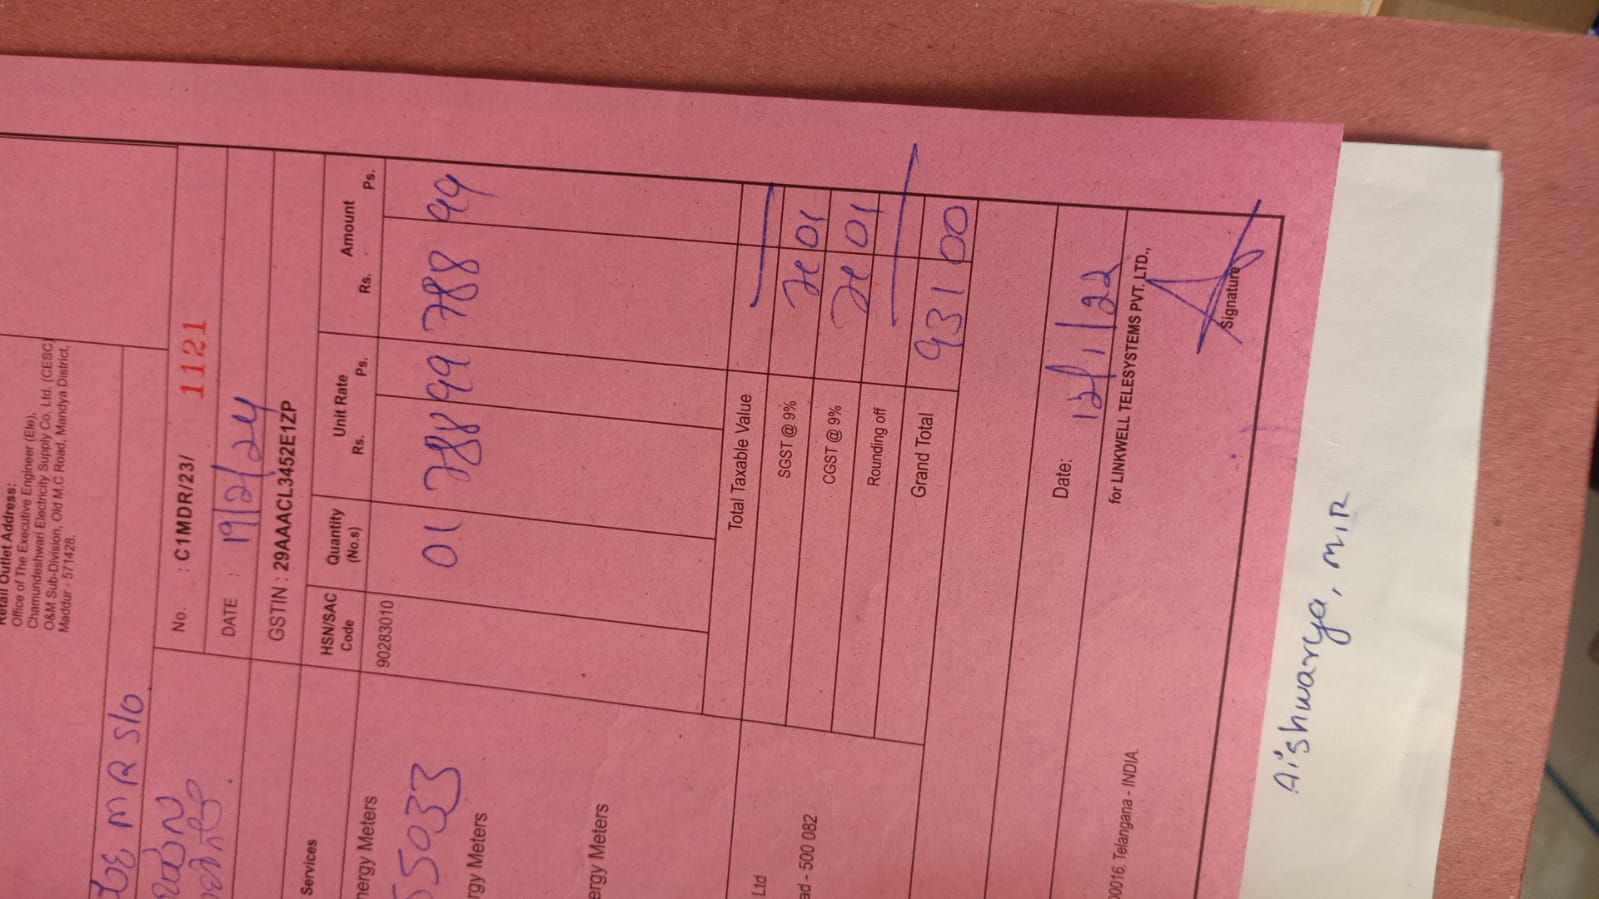 Retail Outlet Address:
Office of The Executive Engineer (Ele),
Chamundeshwari Electricity Supply Co. Ltd. (CESC)
O&M Sub-Division, Old M.C Road, Mandya District,
Maddur - 571428.
M R S/o
No. : C1MDR/23/ 1121
DATE : 19/2/24
GSTIN : 29AAACL3452E1ZP
Services HSN/SAC Code Quantity (No.s) Unit Rate Rs. Ps. Amount Rs. Ps.
nergy Meters 90283010 01 788 99 788 99
55033
rgy Meters
ergy Meters
Total Taxable Value
Ltd SGST @ 9% 71 01
ad - 500 082 CGST @ 9% 71 01
Rounding off
Grand Total 931 00
Date: 12/1/22
00016, Telangana - INDIA. for LINKWELL TELESYSTEMS PVT. LTD.,
Signature
Aishwarya, M.R